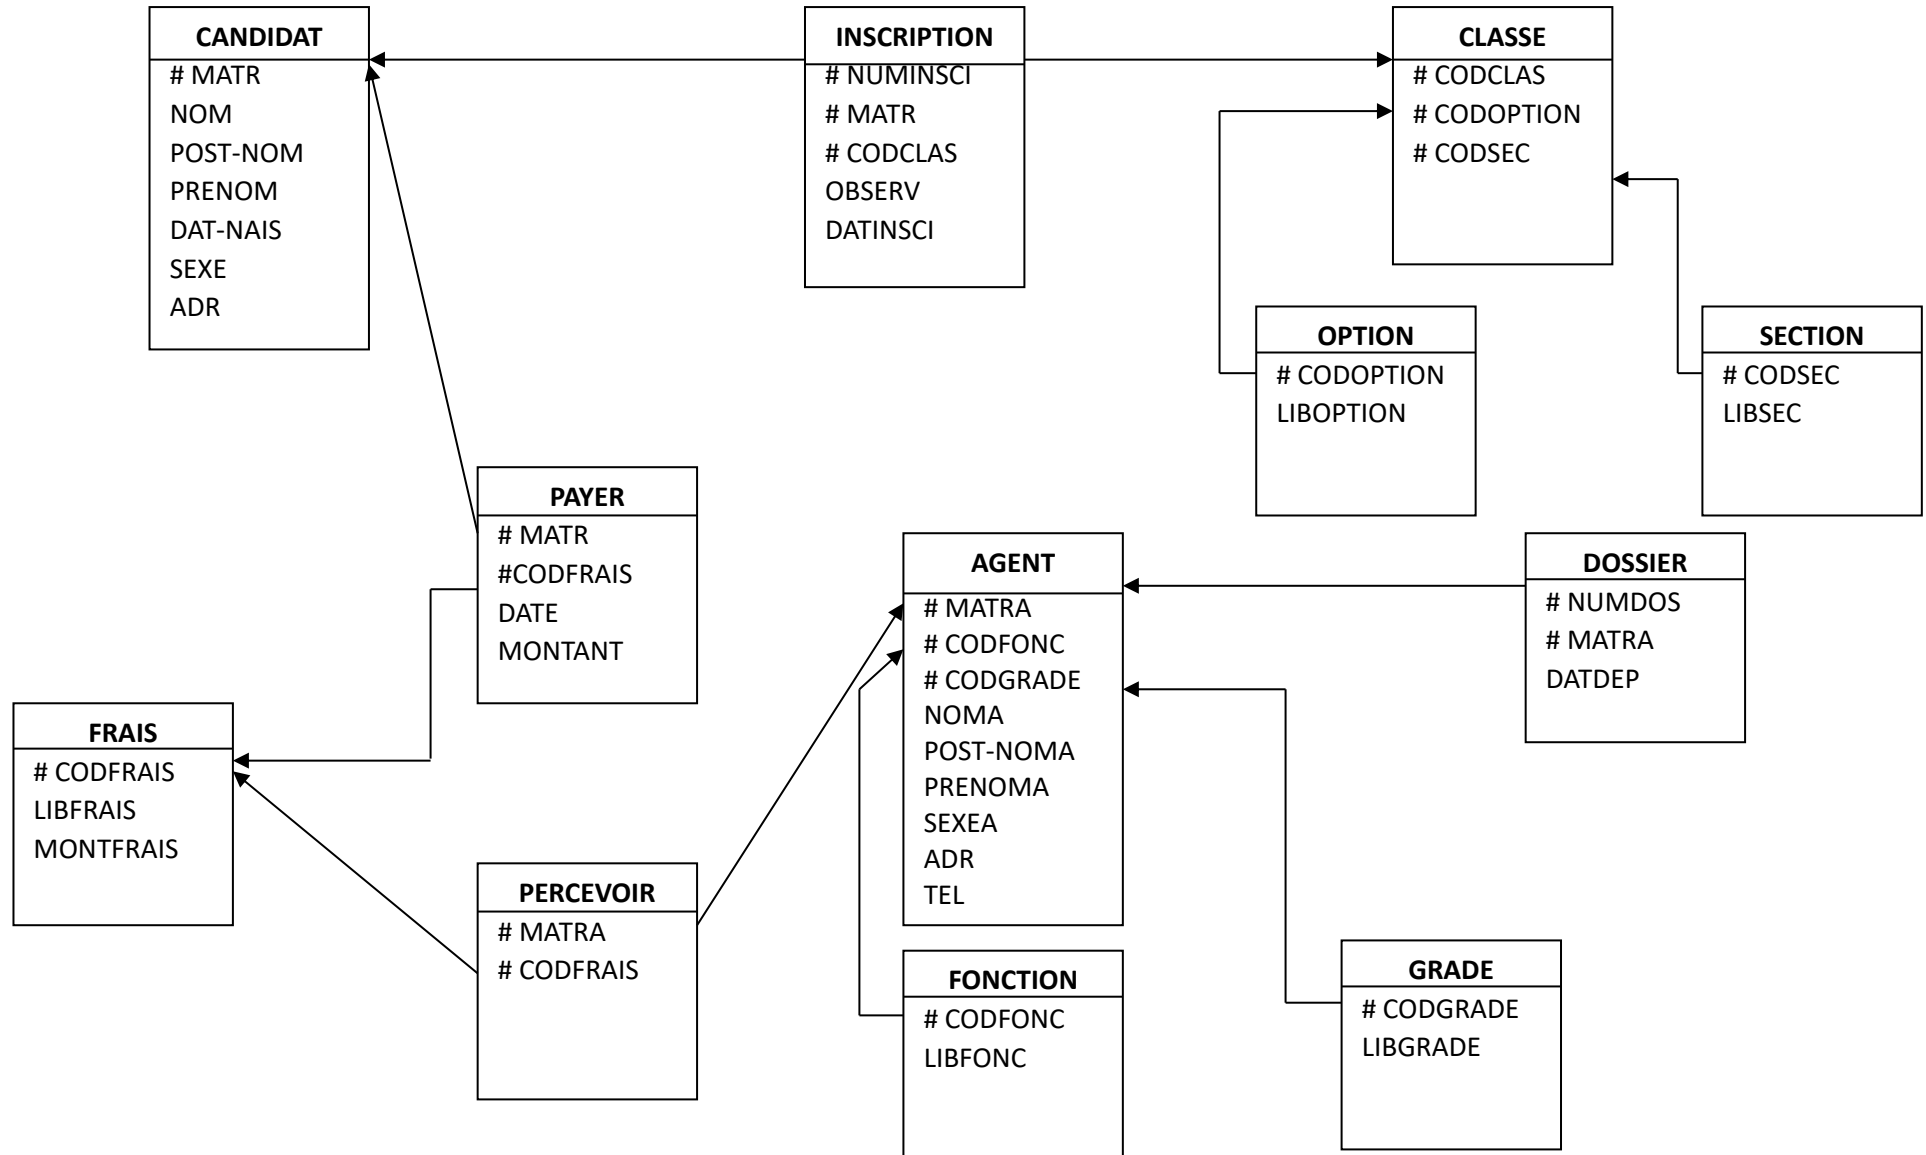 CANDIDAT
# MATR
NOM
POST-NOM
PRENOM
DAT-NAIS
SEXE
ADR
INSCRIPTION
# NUMINSCI
# MATR
# CODCLAS
OBSERV
DATINSCI
CLASSE
# CODCLAS
# CODOPTION
# CODSEC
OPTION
# CODOPTION
LIBOPTION
SECTION
# CODSEC
LIBSEC
PAYER
# MATR
#CODFRAIS
DATE
MONTANT
AGENT
# MATRA
# CODFONC
# CODGRADE
NOMA
POST-NOMA
PRENOMA
SEXEA
ADR
TEL
DOSSIER
# NUMDOS
# MATRA
DATDEP
FRAIS
# CODFRAIS
LIBFRAIS
MONTFRAIS
PERCEVOIR
# MATRA
# CODFRAIS
FONCTION
# CODFONC
LIBFONC
GRADE
# CODGRADE
LIBGRADE